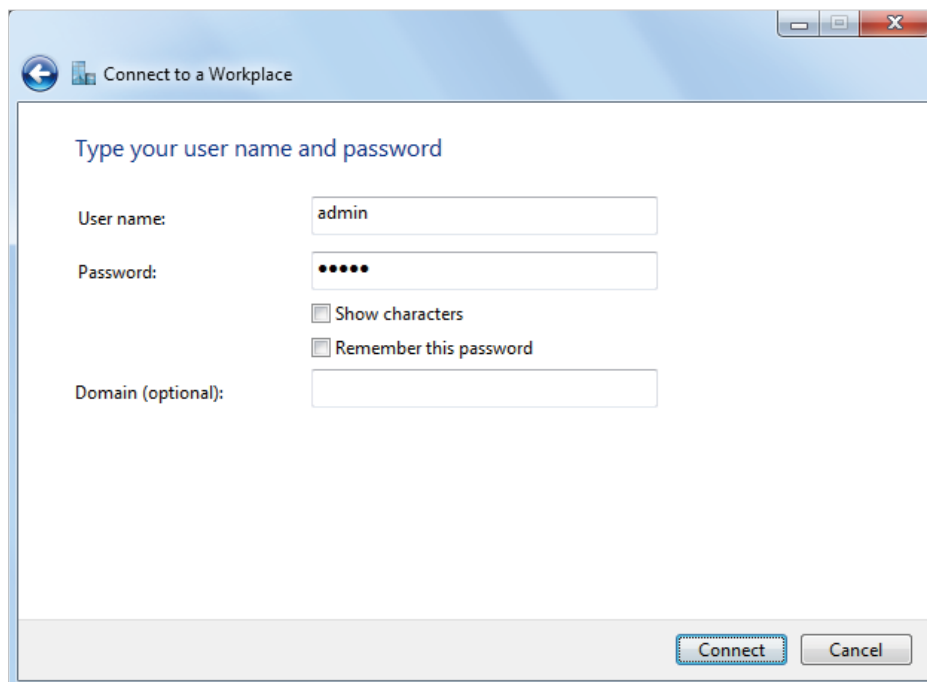 Connect to a Workplace
Type your user name and password
User name: admin
Password: •••••
Show characters
Remember this password
Domain (optional):
Connect Cancel